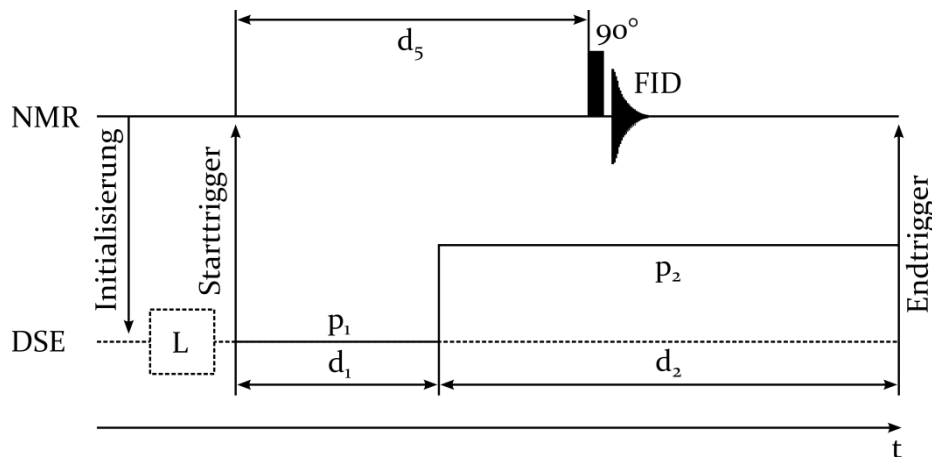 d₅
90°
FID
NMR
Initialisierung
Starttrigger
Endtrigger
p₂
p₁
DSE
L
d₁
d₂
t